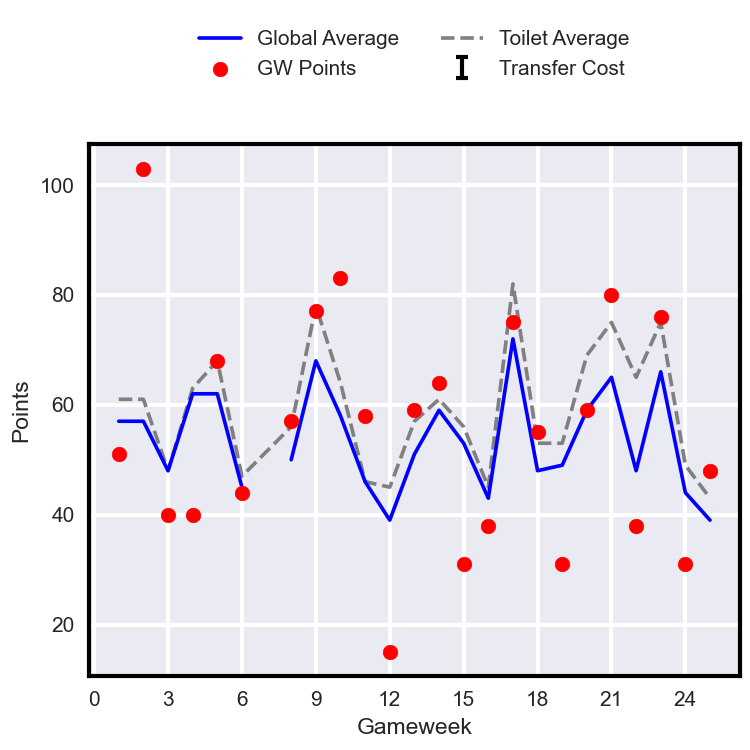 Global Average
GW Points
Toilet Average
Transfer Cost
100
80
60
40
20
Points
0 3 6 9 12 15 18 21 24
Gameweek